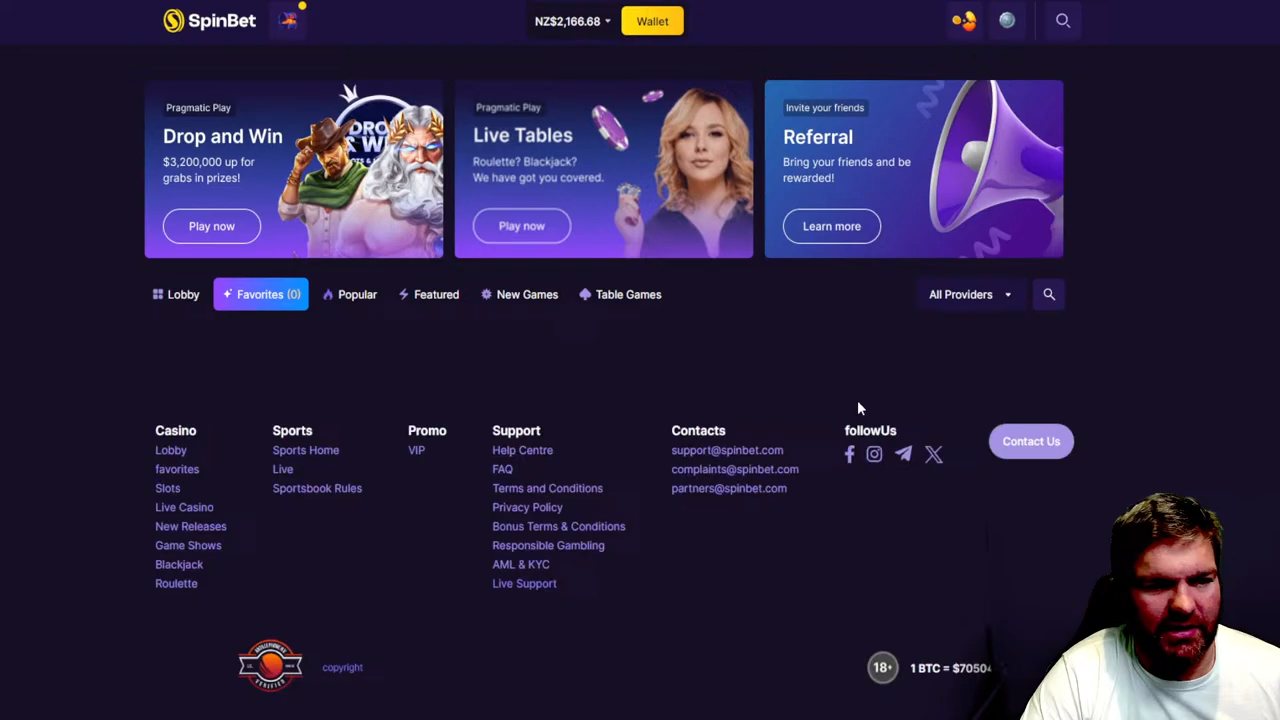 SpinBet
NZ$2,166.68
Wallet
Pragmatic Play
Drop and Win
$3,200,000 up for
grabs in prizes!
Play now
Pragmatic Play
Live Tables
Roulette? Blackjack?
We have got you covered.
Play now
Invite your friends
Referral
Bring your friends and be
rewarded!
Learn more
Lobby
Favorites (0)
Popular
Featured
New Games
Table Games
All Providers
Casino
Lobby
favorites
Slots
Live Casino
New Releases
Game Shows
Blackjack
Roulette
Sports
Sports Home
Live
Sportsbook Rules
Promo
VIP
Support
Help Centre
FAQ
Terms and Conditions
Privacy Policy
Bonus Terms & Conditions
Responsible Gambling
AML & KYC
Live Support
Contacts
support@spinbet.com
complaints@spinbet.com
partners@spinbet.com
followUs
Contact Us
copyright
18+
1 BTC = $70504